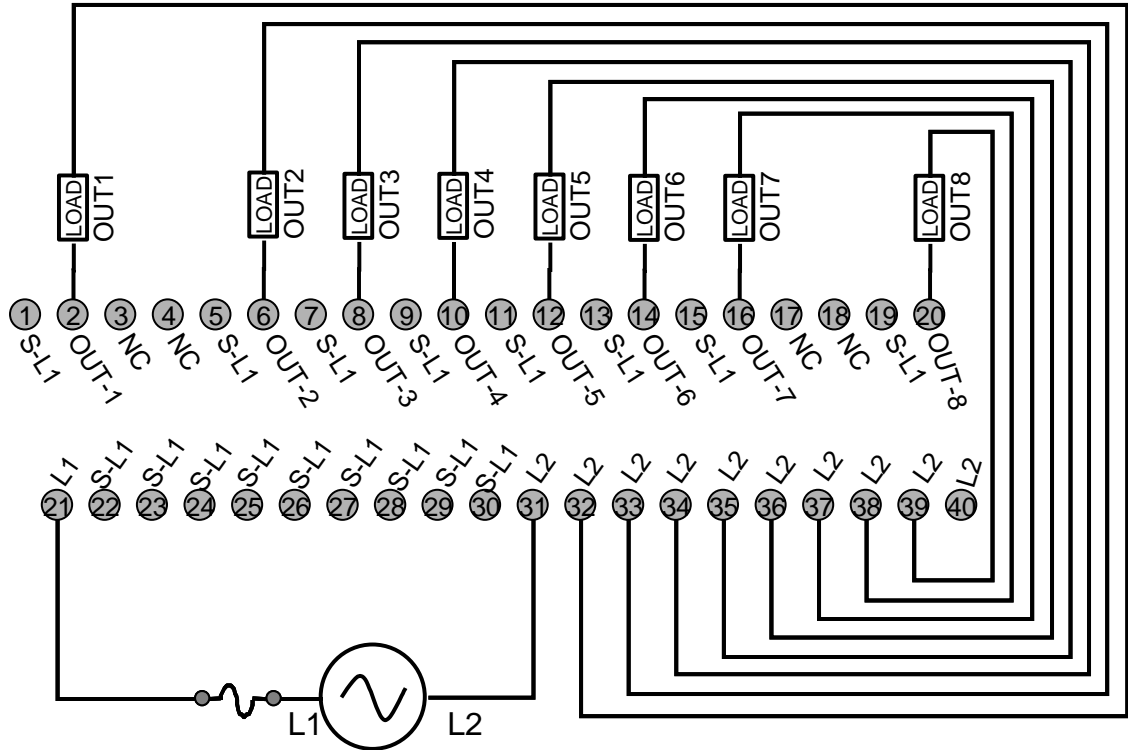 LOAD OUT1
LOAD OUT2
LOAD OUT3
LOAD OUT4
LOAD OUT5
LOAD OUT6
LOAD OUT7
LOAD OUT8
1 2 3 4 5 6 7 8 9 10 11 12 13 14 15 16 17 18 19 20
S-L1 OUT-1 NC NC S-L1 OUT-2 S-L1 OUT-3 S-L1 OUT-4 S-L1 OUT-5 S-L1 OUT-6 S-L1 OUT-7 NC NC S-L1 OUT-8
L1 S-L1 S-L1 S-L1 S-L1 S-L1 S-L1 S-L1 S-L1 S-L1 L2 L2 L2 L2 L2 L2 L2 L2 L2 L2
21 22 23 24 25 26 27 28 29 30 31 32 33 34 35 36 37 38 39 40
L1 L2